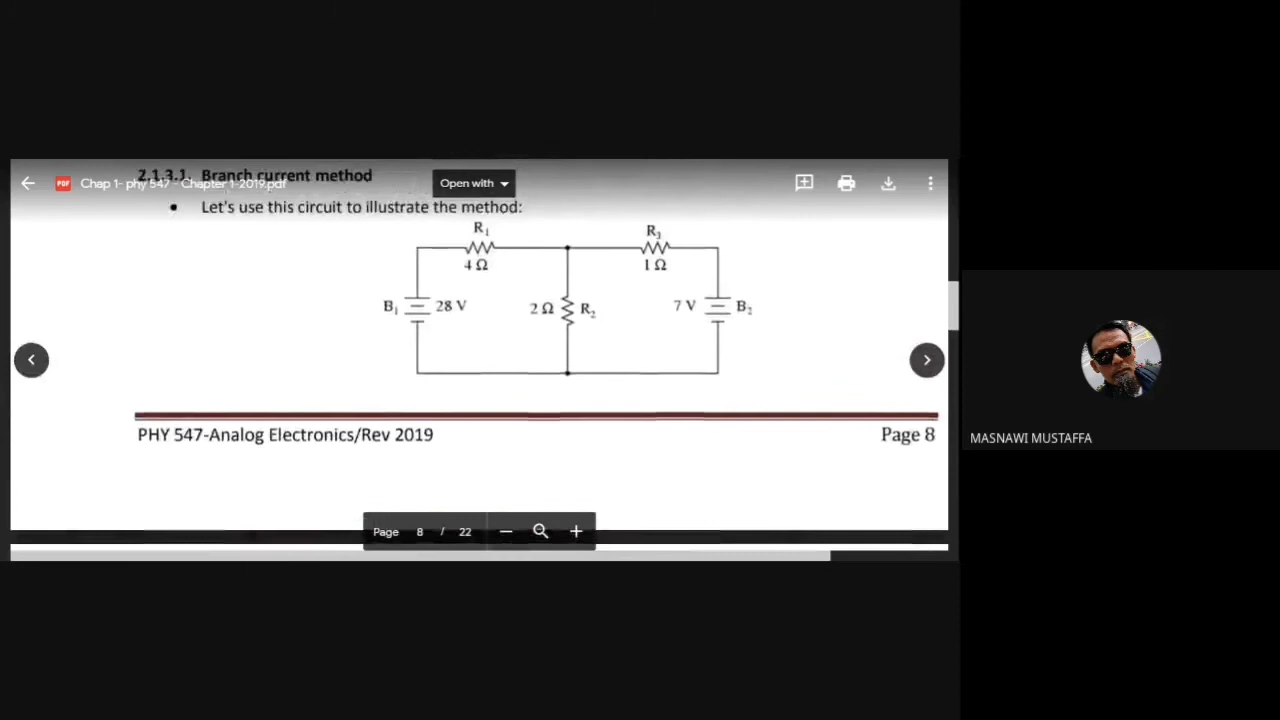 2.1.3.1. Branch current method
Chap 1- phy 547 - Chapter 1-2019.pdf
PDF
Open with
• Let's use this circuit to illustrate the method:
R₁
R₃
4 Ω
1 Ω
B₁
28 V
2 Ω
R₂
7 V
B₂
PHY 547-Analog Electronics/Rev 2019
Page 8
MASNAWI MUSTAFFA
Page 8 / 22